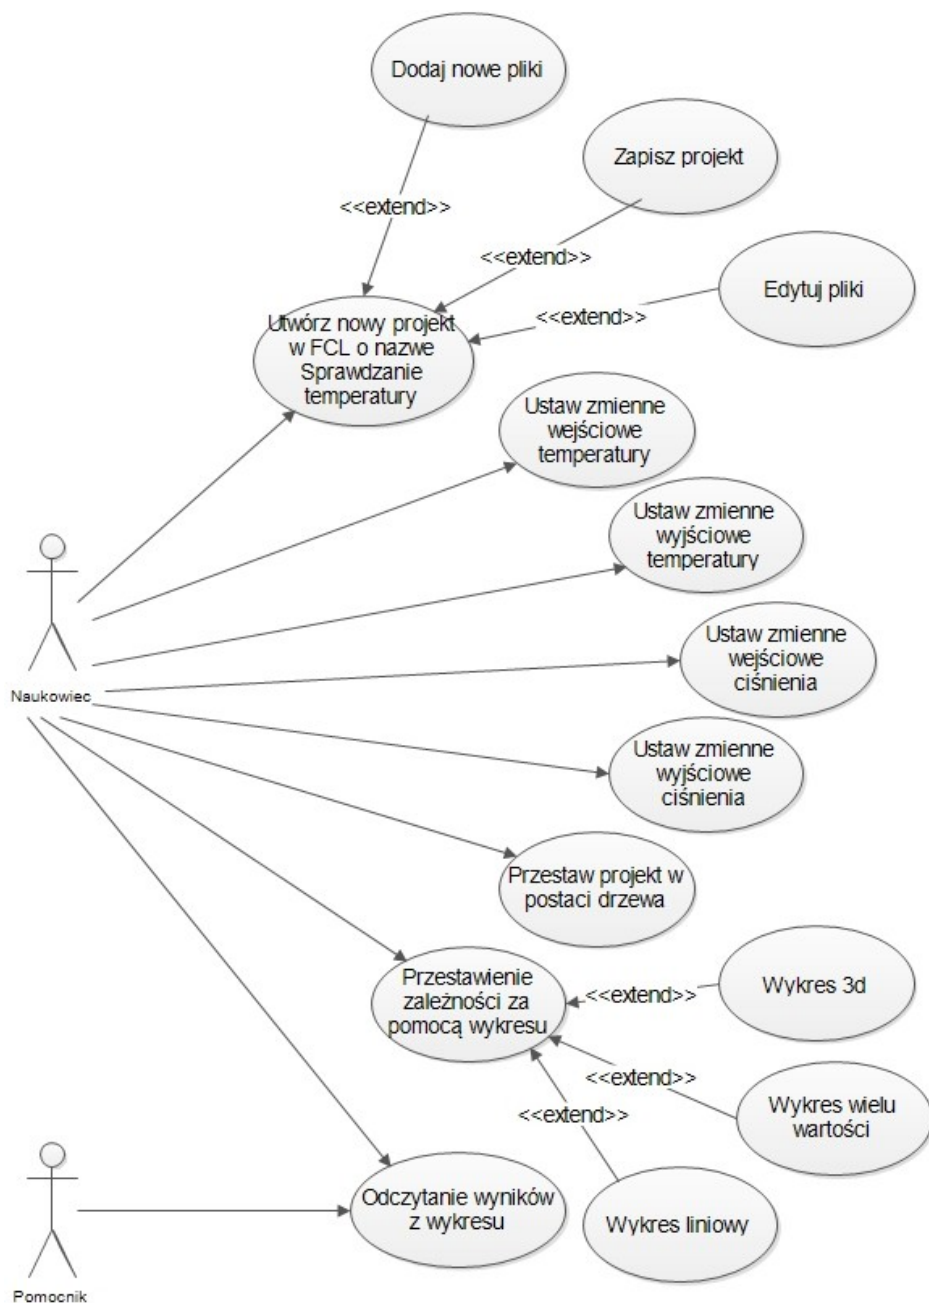 Dodaj nowe pliki
Zapisz projekt
<<extend>>
<<extend>>
Edytuj pliki
<<extend>>
Utwórz nowy projekt
w FCL o nazwe
Sprawdzanie
temperatury
Ustaw zmienne
wejściowe
temperatury
Ustaw zmienne
wyjściowe
temperatury
Ustaw zmienne
wejściowe
ciśnienia
Naukowiec
Ustaw zmienne
wyjściowe
ciśnienia
Przestaw projekt w
postaci drzewa
Przestawienie
zależności za
pomocą wykresu
<<extend>>
Wykres 3d
<<extend>>
Wykres wielu
wartości
<<extend>>
Odczytanie wyników
z wykresu
Wykres liniowy
Pomocnik